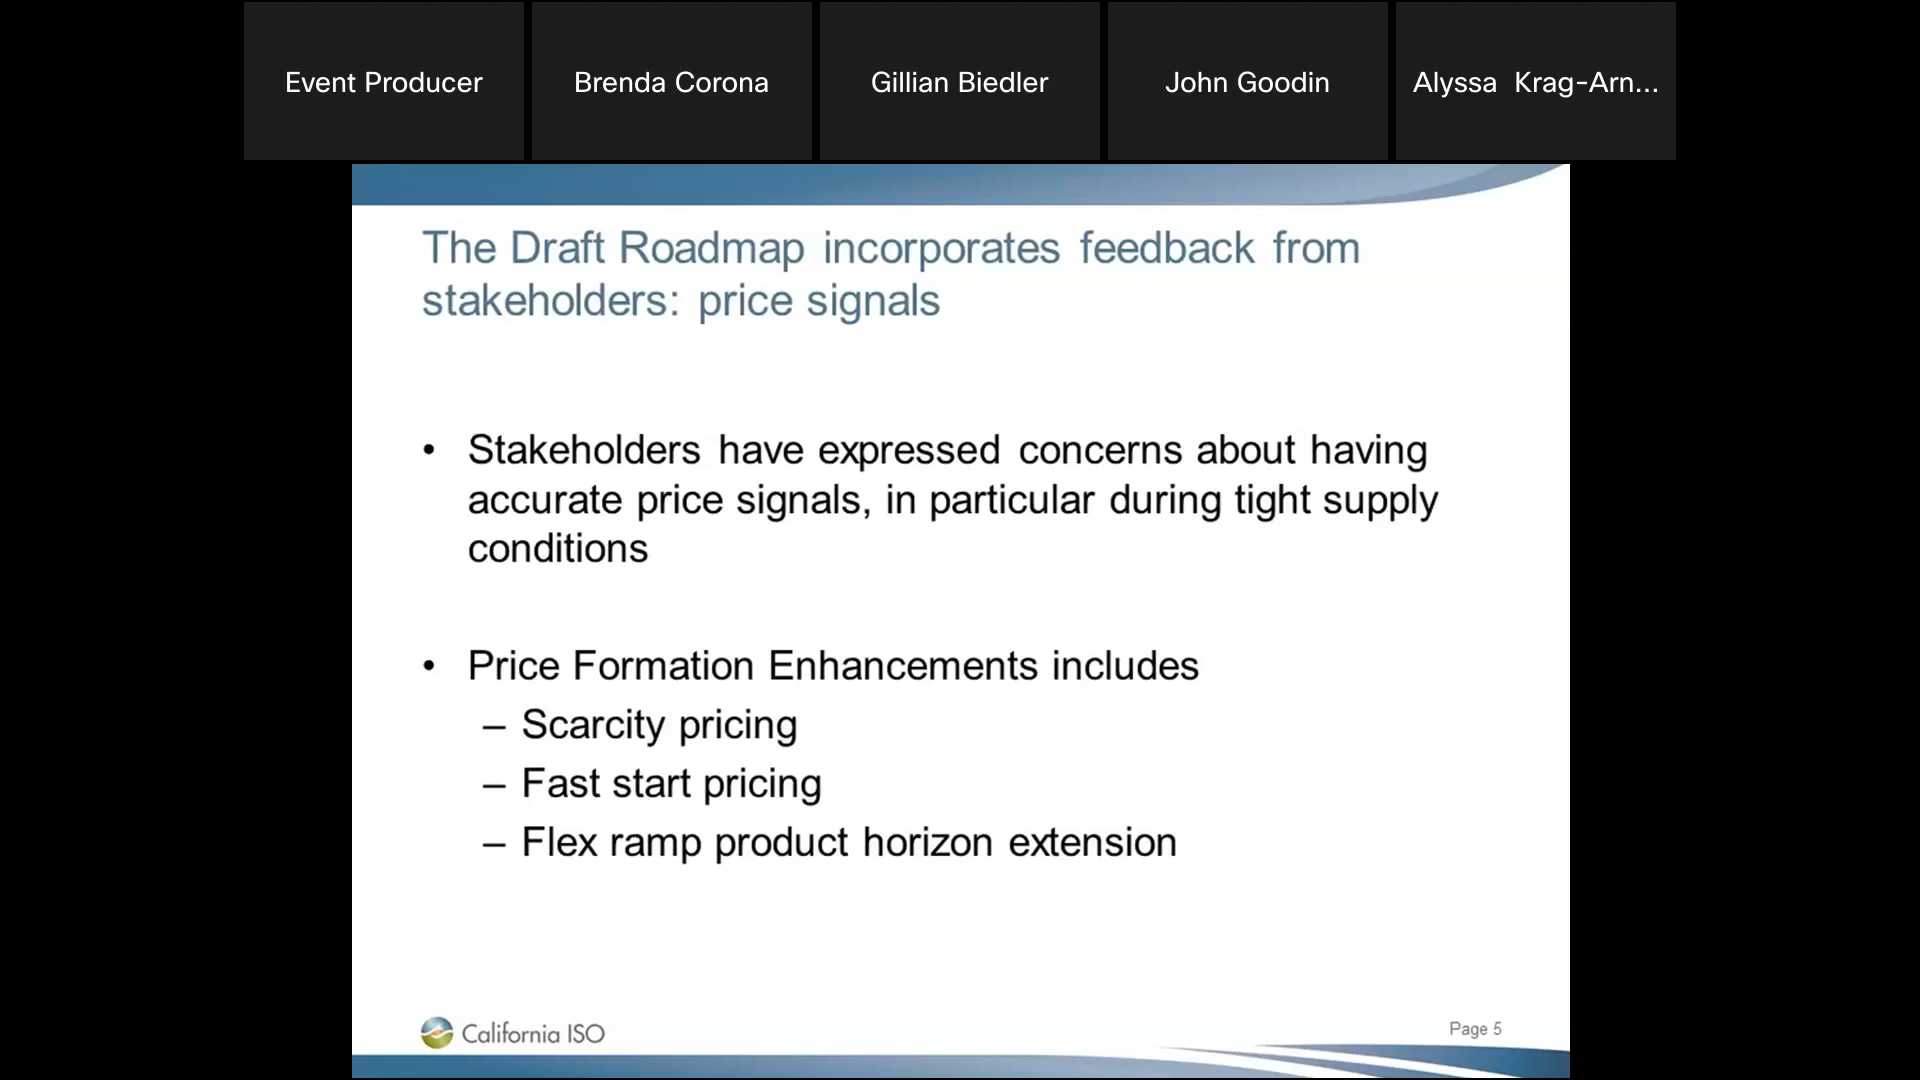 Event Producer
Brenda Corona
Gillian Biedler
John Goodin
Alyssa Krag-Arn...
The Draft Roadmap incorporates feedback from
stakeholders: price signals
• Stakeholders have expressed concerns about having
accurate price signals, in particular during tight supply
conditions
• Price Formation Enhancements includes
– Scarcity pricing
– Fast start pricing
– Flex ramp product horizon extension
California ISO
Page 5